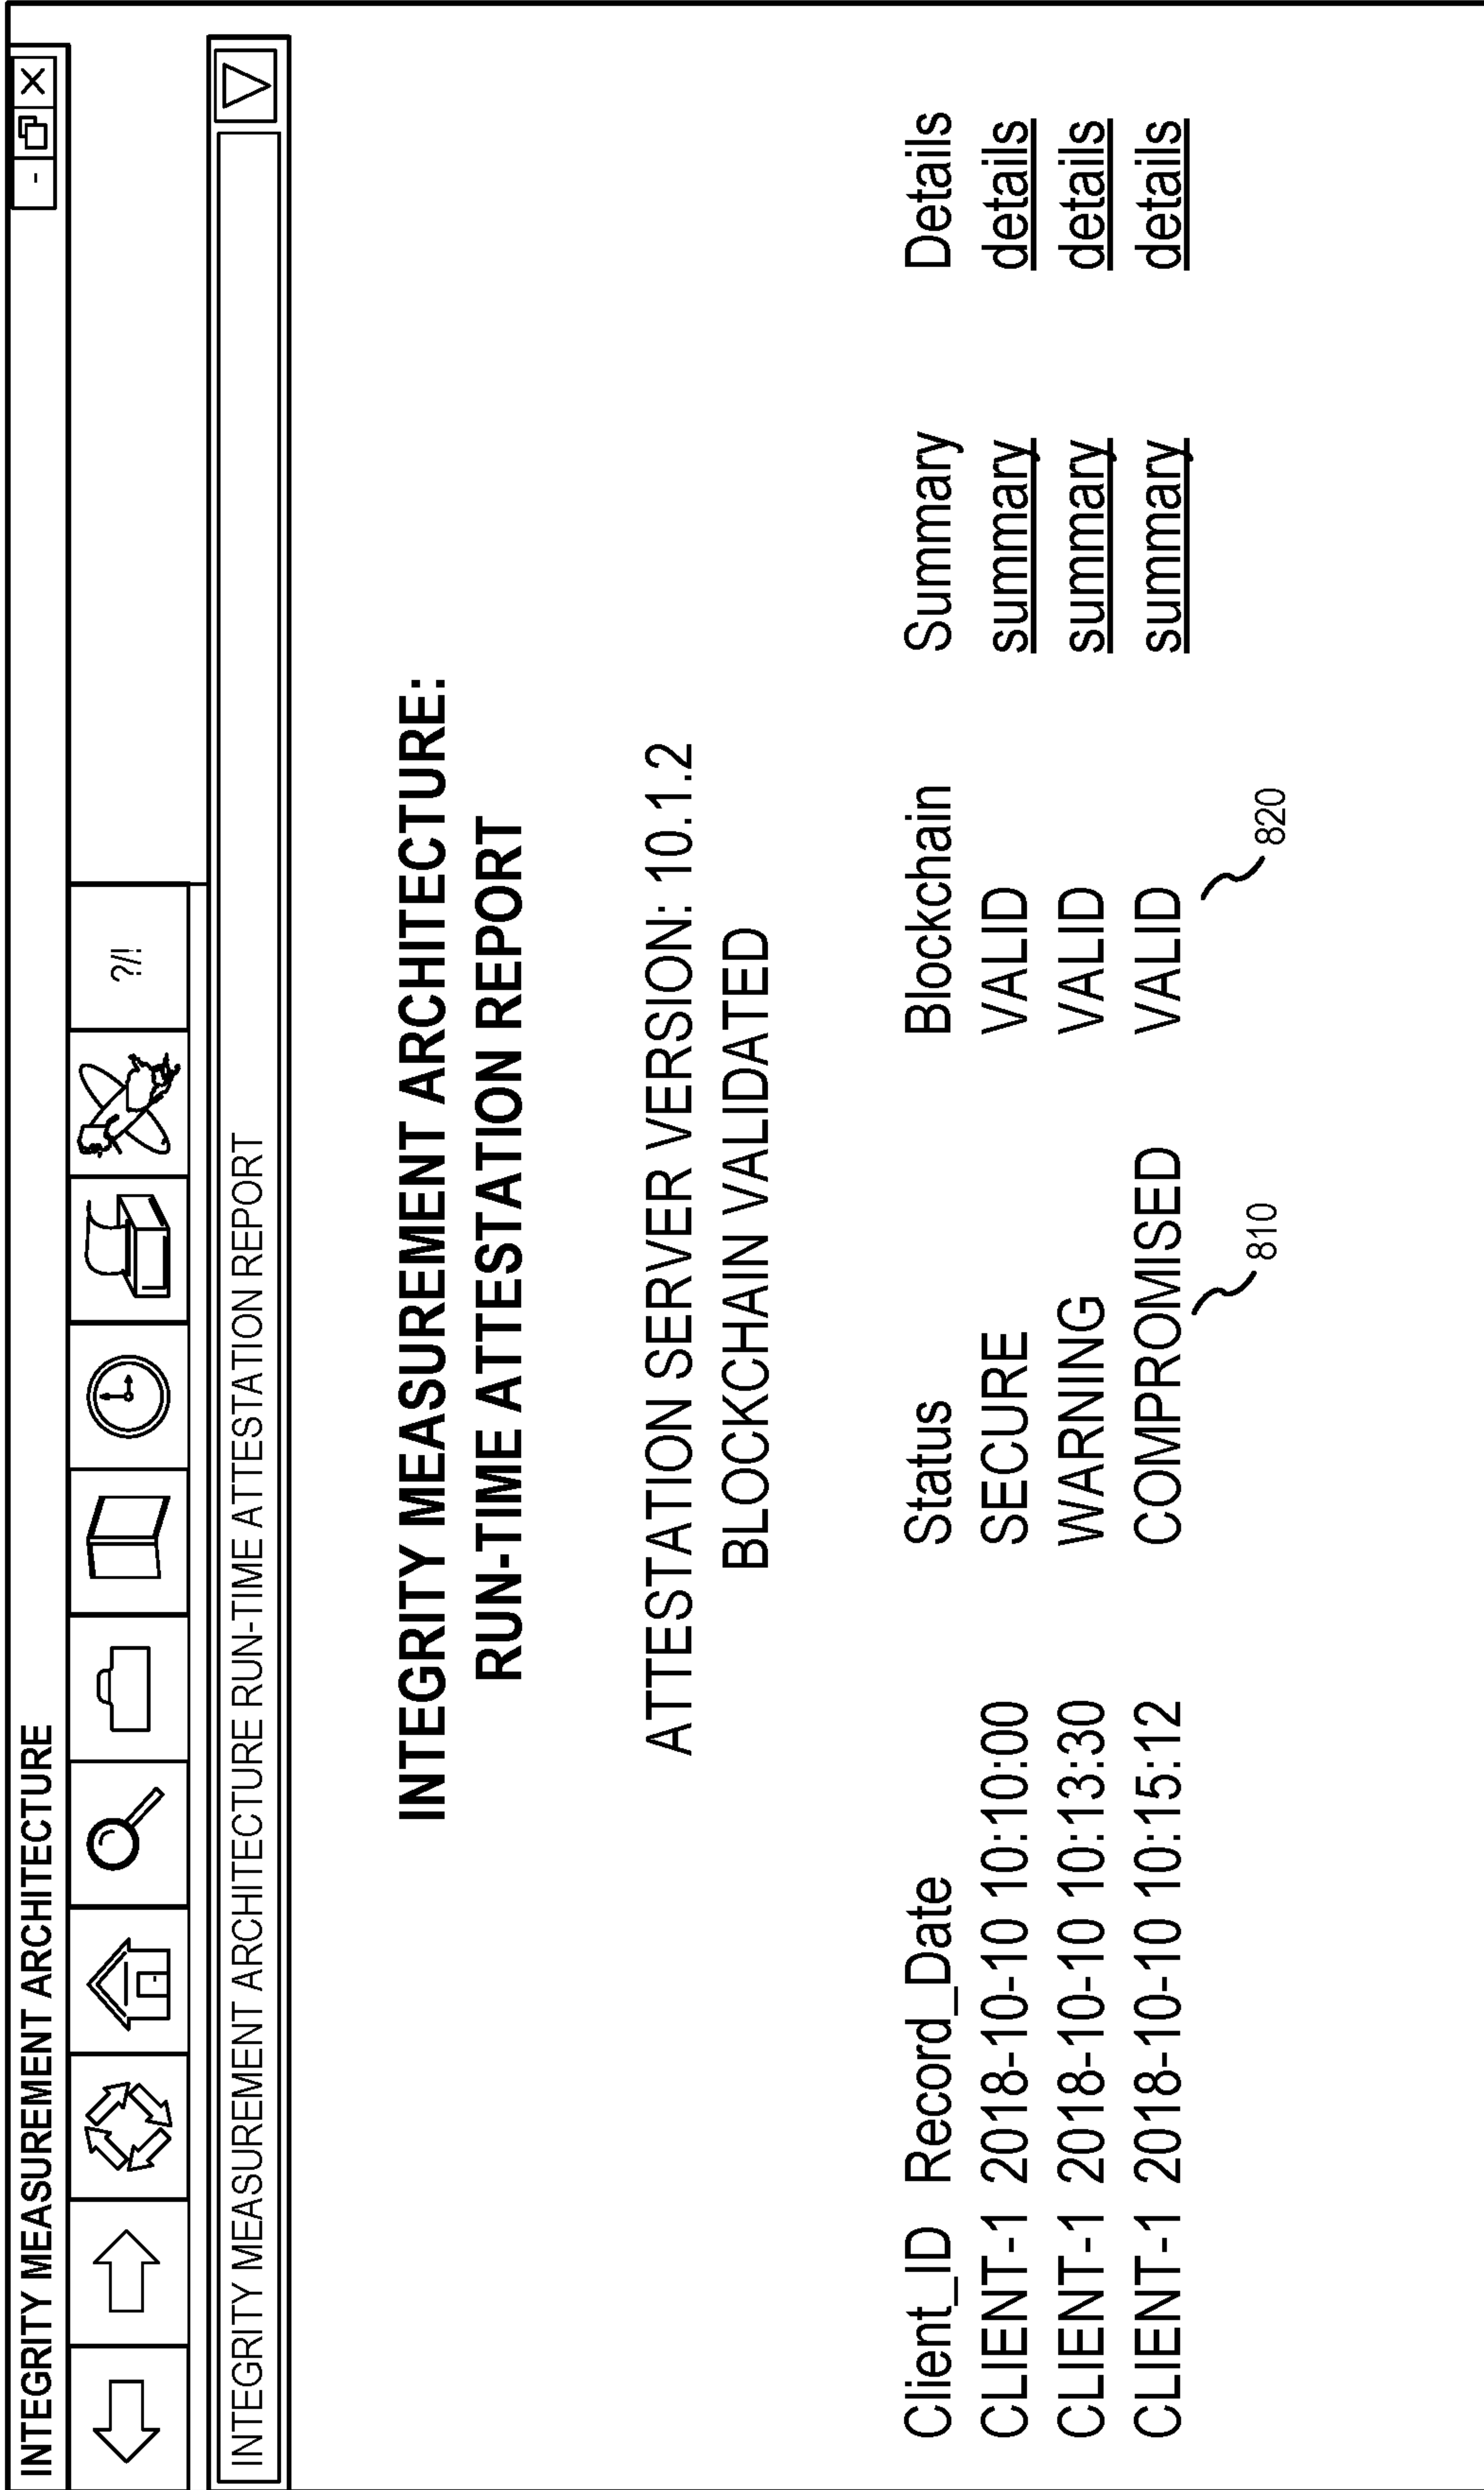 INTEGRITY MEASUREMENT ARCHITECTURE
- X
?/!
INTEGRITY MEASUREMENT ARCHITECTURE RUN-TIME ATTESTATION REPORT
INTEGRITY MEASUREMENT ARCHITECTURE:
RUN-TIME ATTESTATION REPORT
ATTESTATION SERVER VERSION: 10.1.2
BLOCKCHAIN VALIDATED
Client_ID Record_Date Status Blockchain Summary Details
CLIENT-1 2018-10-10 10:10:00 SECURE VALID summary details
CLIENT-1 2018-10-10 10:13:30 WARNING VALID summary details
CLIENT-1 2018-10-10 10:15:12 COMPROMISED VALID summary details
810 820